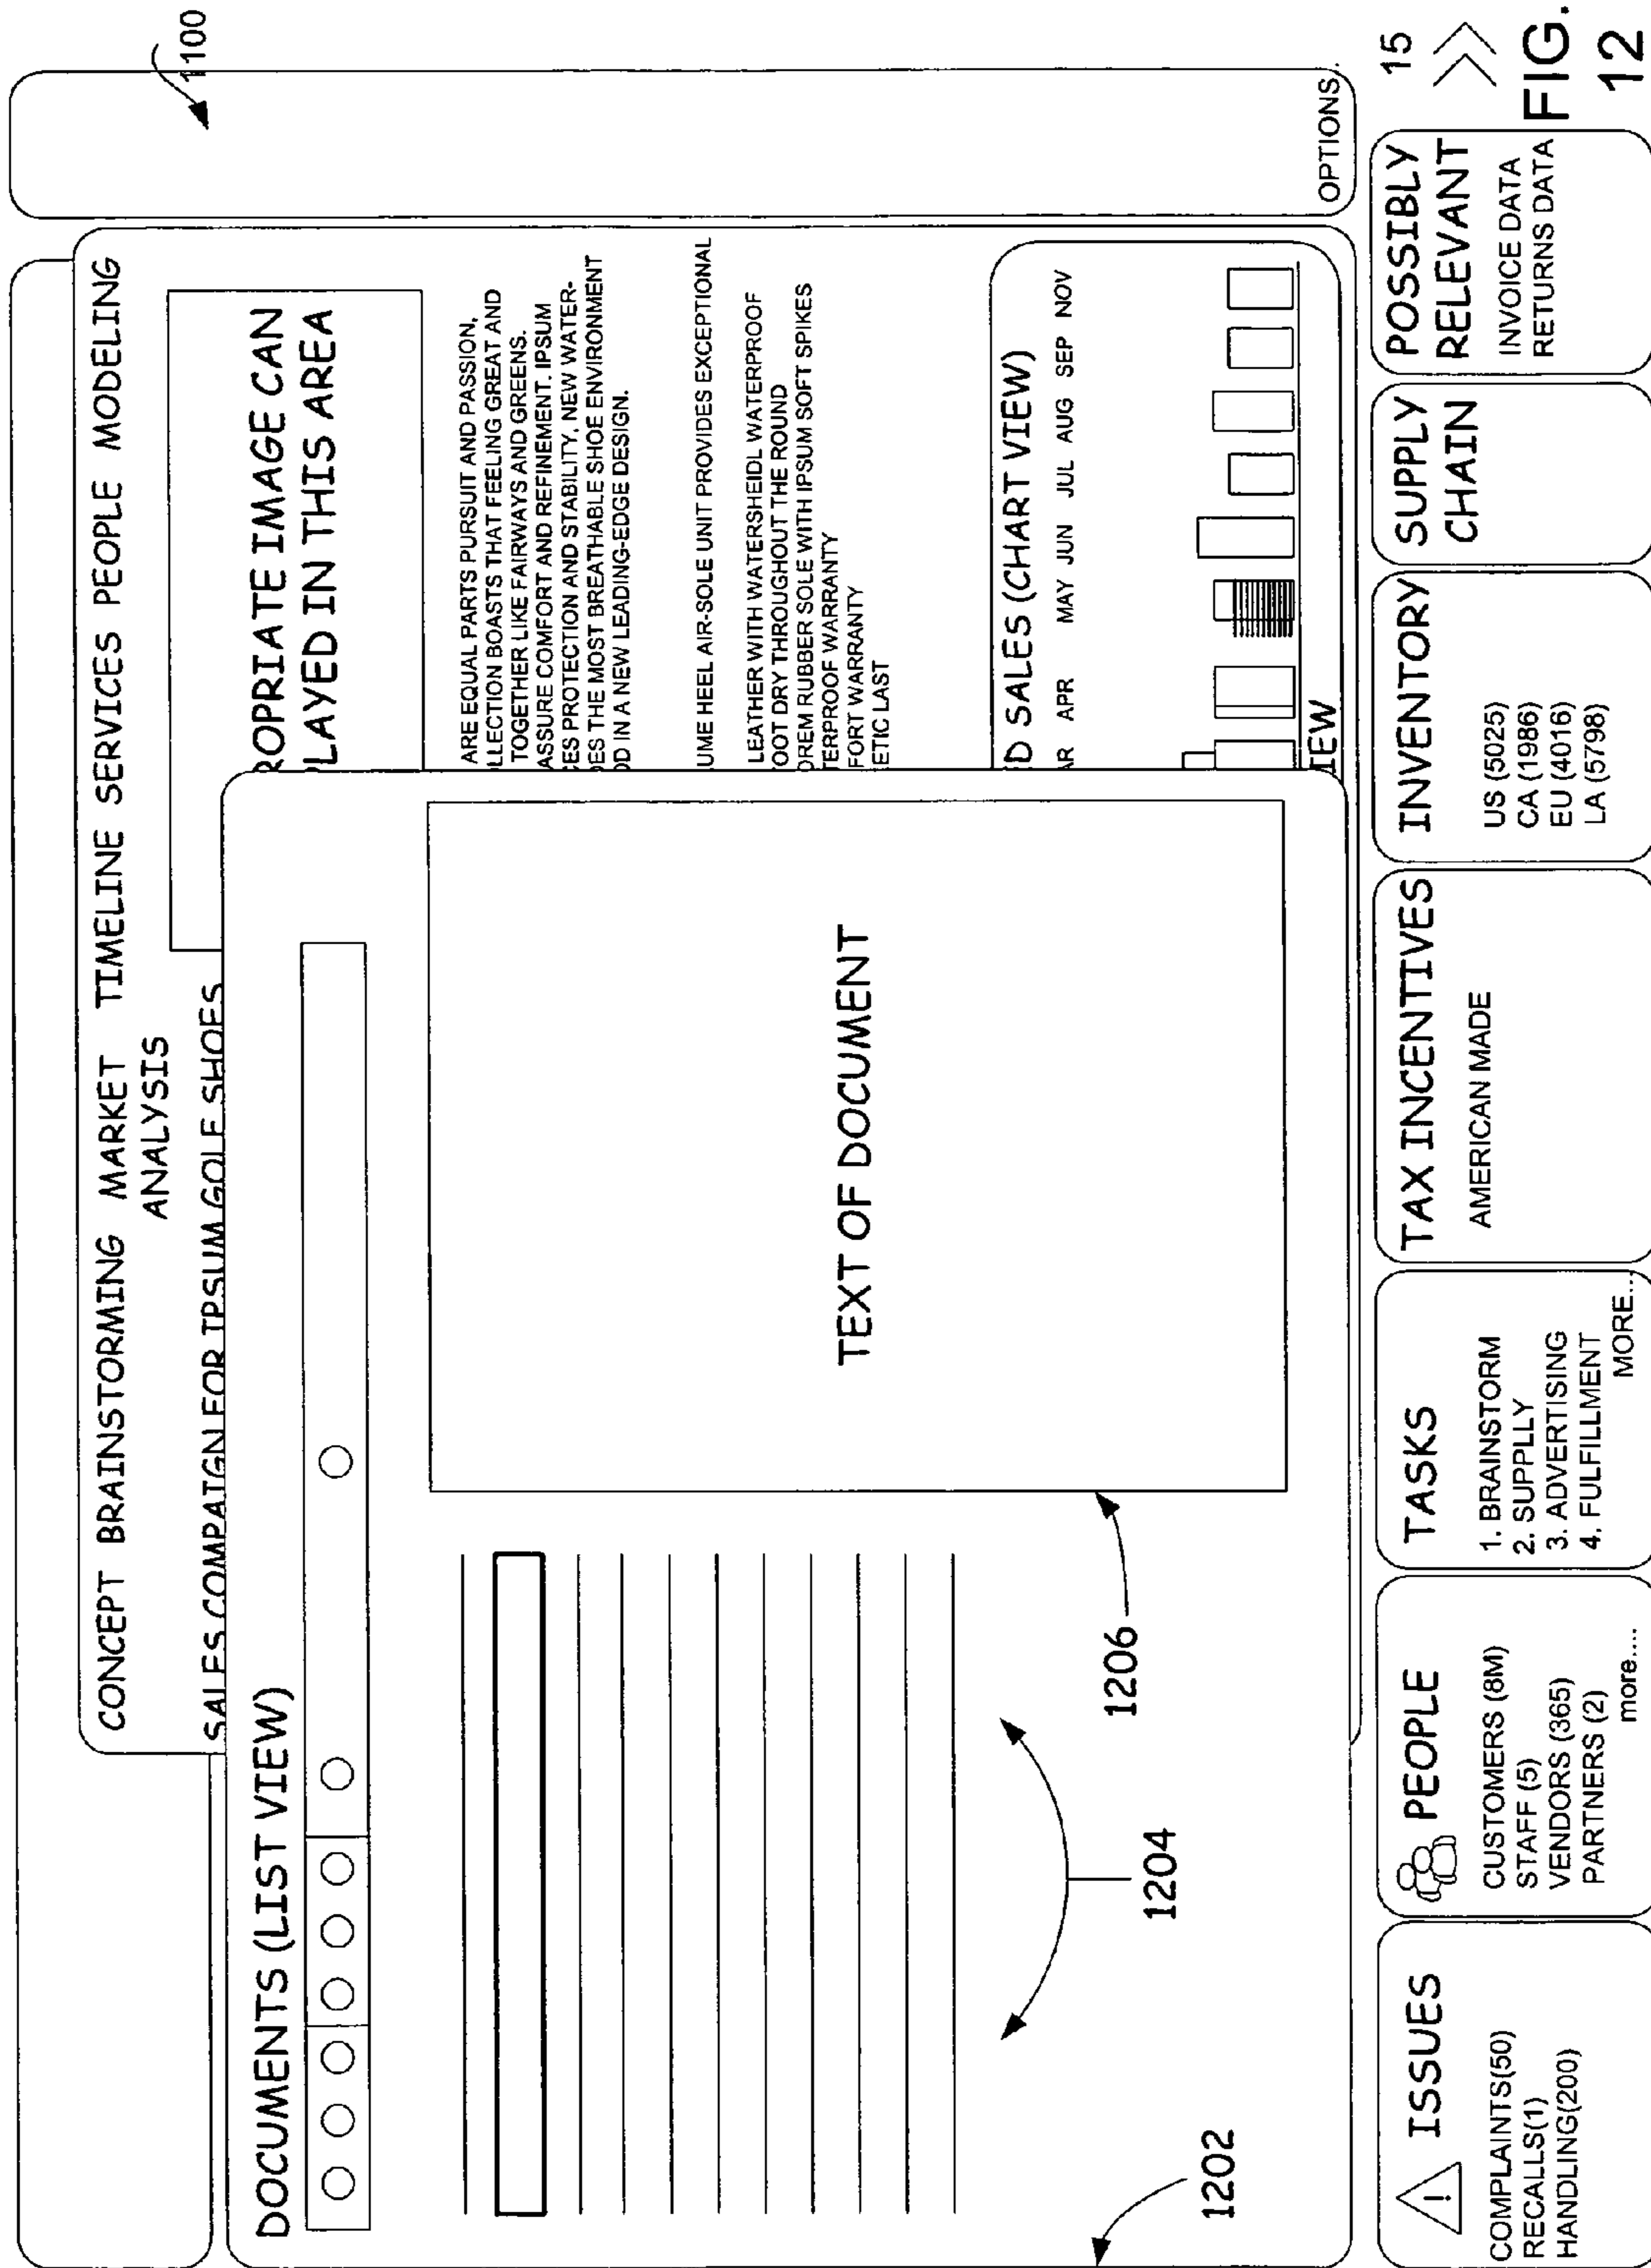 1100
CONCEPT BRAINSTORMING MARKET ANALYSIS TIMELINE SERVICES PEOPLE MODELING
SALES COMPAIGN FOR IPSUM GOLF SHOES
ROPRIATE IMAGE CAN
LAYED IN THIS AREA
DOCUMENTS (LIST VIEW)
ARE EQUAL PARTS PURSUIT AND PASSION,
LLECTION BOASTS THAT FEELING GREAT AND
TOGETHER LIKE FAIRWAYS AND GREENS.
ASSURE COMFORT AND REFINEMENT. IPSUM
CES PROTECTION AND STABILITY, NEW WATER-
DES THE MOST BREATHABLE SHOE ENVIRONMENT
OD IN A NEW LEADING-EDGE DESIGN.
UME HEEL AIR-SOLE UNIT PROVIDES EXCEPTIONAL
LEATHER WITH WATERSHEIDL WATERPROOF
OOT DRY THROUGHOUT THE ROUND
OREM RUBBER SOLE WITH IPSUM SOFT SPIKES
TERPROOF WARRANTY
FORT WARRANTY
ETIC LAST
TEXT OF DOCUMENT
D SALES (CHART VIEW)
AR APR MAY JUN JUL AUG SEP NOV
IEW
OPTIONS.
1202
1204
1206
ISSUES
COMPLAINTS(50)
RECALLS(1)
HANDLING(200)
PEOPLE
CUSTOMERS (8M)
STAFF (5)
VENDORS (365)
PARTNERS (2)
more....
TASKS
1. BRAINSTORM
2. SUPPLLY
3. ADVERTISING
4. FULFILLMENT
MORE...
TAX INCENTIVES
AMERICAN MADE
INVENTORY
US (5025)
CA (1986)
EU (4016)
LA (5798)
SUPPLY
CHAIN
POSSIBLY
RELEVANT
INVOICE DATA
RETURNS DATA
15
>>
FIG.
12